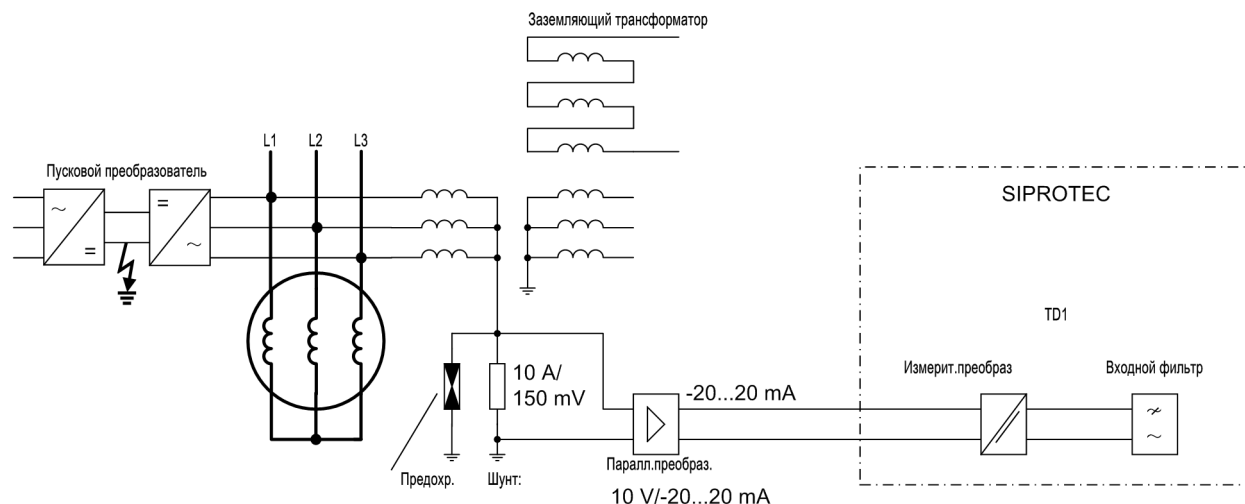 Заземляющий трансформатор
L1 L2 L3
Пусковой преобразователь
~
=
=
~
SIPROTEC
TD1
10 A/
150 mV
-20...20 mA
Измерит.преобраз
Входной фильтр
~
~
Предохр.
Шунт:
Паралл.преобраз.
10 V/-20...20 mA